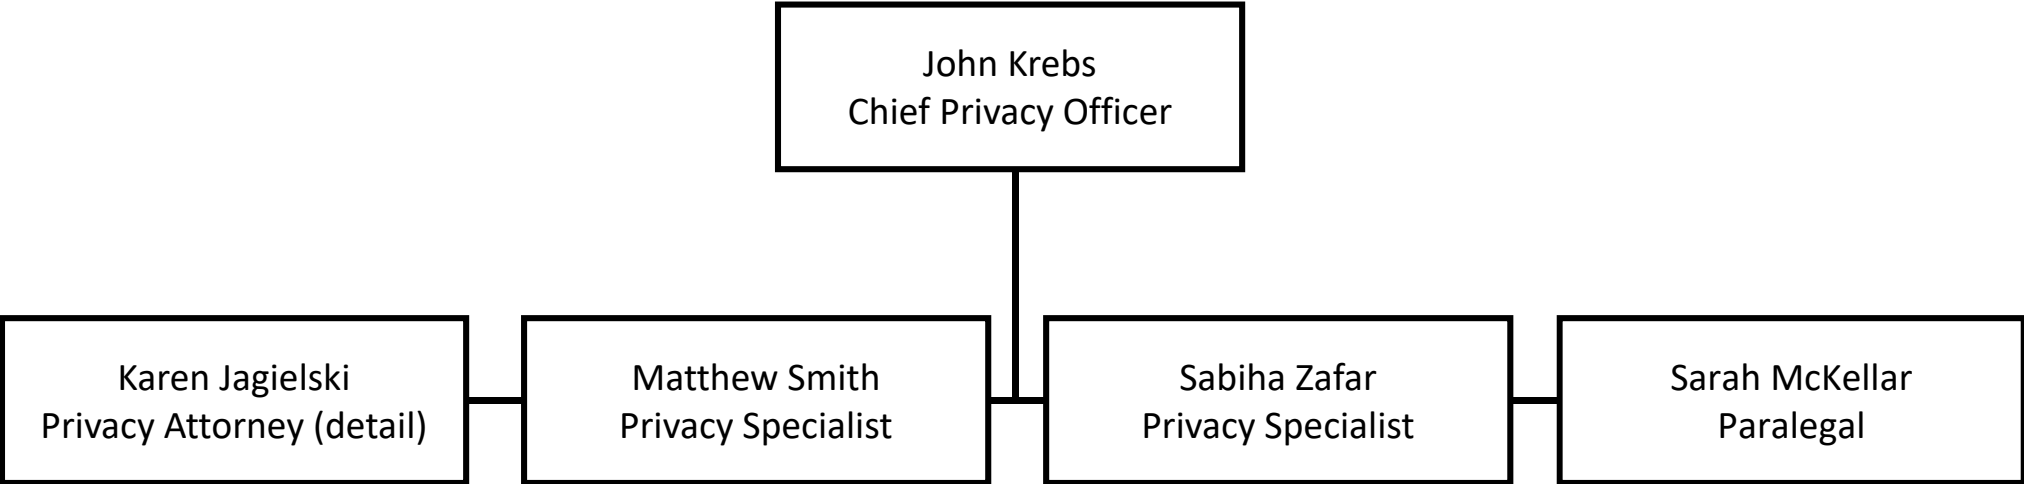 John Krebs
Chief Privacy Officer
Karen Jagielski
Privacy Attorney (detail)
Matthew Smith
Privacy Specialist
Sabiha Zafar
Privacy Specialist
Sarah McKellar
Paralegal